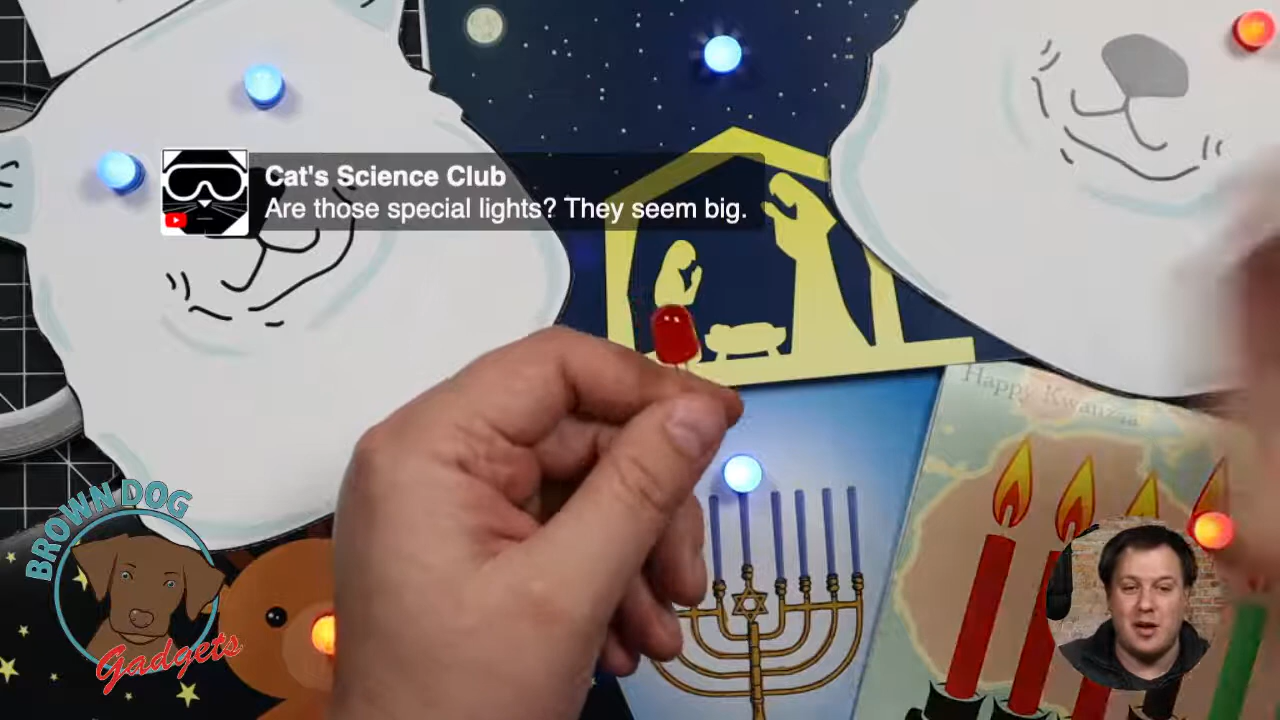 Cat's Science Club
Are those special lights? They seem big.
Happy Kwanzaa
BROWN DOG
Gadgets